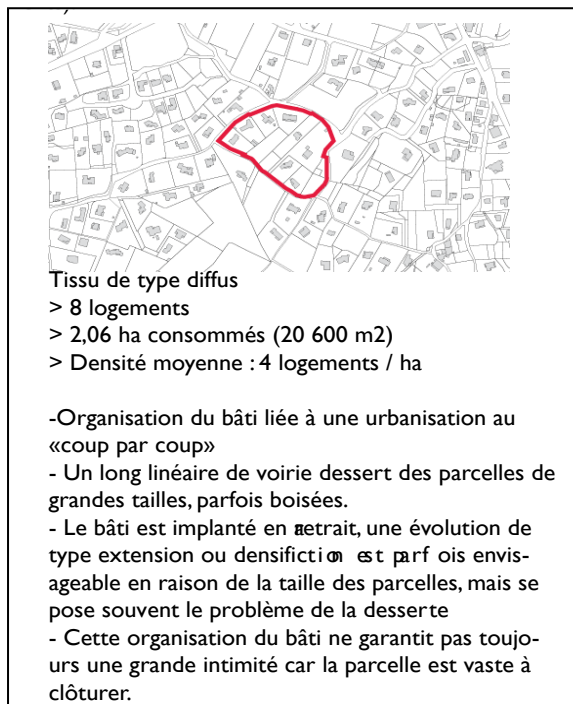 Tissu de type diffus
> 8 logements
> 2,06 ha consommés (20 600 m2)
> Densité moyenne : 4 logements / ha
-Organisation du bâti liée à une urbanisation au
«coup par coup»
- Un long linéaire de voirie dessert des parcelles de
grandes tailles, parfois boisées.
- Le bâti est implanté en retrait, une évolution de
type extension ou densifiction est parf ois envis-
ageable en raison de la taille des parcelles, mais se
pose souvent le problème de la desserte
- Cette organisation du bâti ne garantit pas toujo-
urs une grande intimité car la parcelle est vaste à
clôturer.